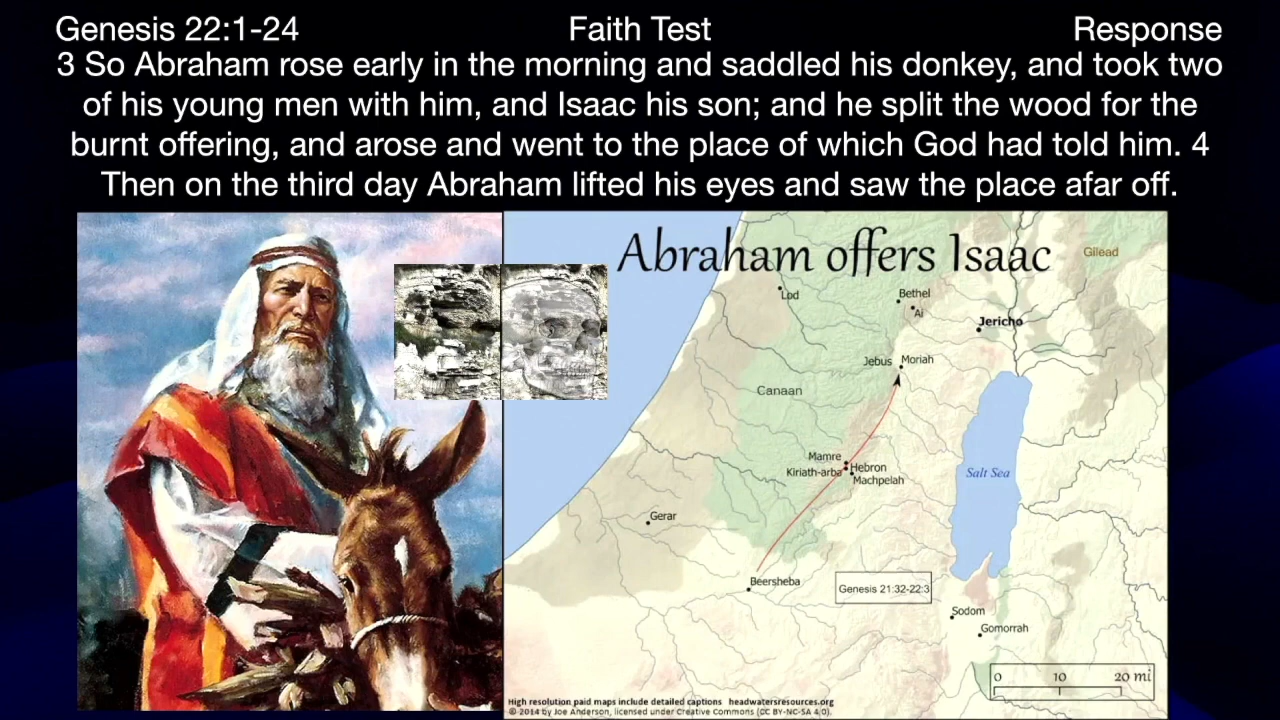 Genesis 22:1-24 Faith Test Response
3 So Abraham rose early in the morning and saddled his donkey, and took two
of his young men with him, and Isaac his son; and he split the wood for the
burnt offering, and arose and went to the place of which God had told him. 4
Then on the third day Abraham lifted his eyes and saw the place afar off.
Abraham offers Isaac
Gilead
Lod
Bethel
Ai
Jericho
Jebus
Moriah
Canaan
Mamre
Kiriath-arba
Hebron
Machpelah
Salt Sea
Gerar
Beersheba
Genesis 21:32-22:3
Sodom
Gomorrah
0 10 20 mi
High resolution paid maps include detailed captions headwatersresources.org
© 2014 by Joe Anderson, licensed under Creative Commons (CC BY-NC-SA 4.0).